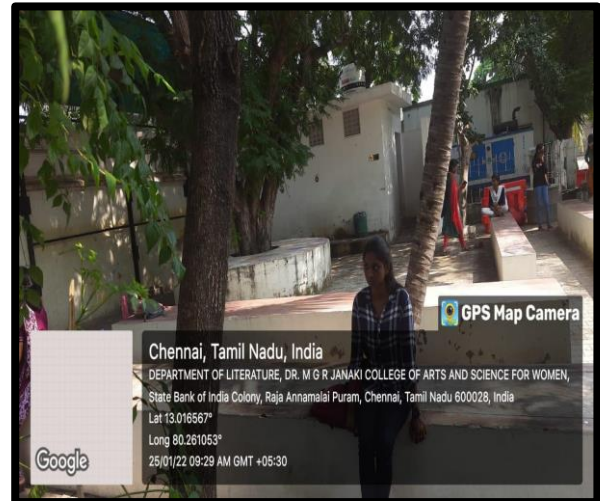 GPS Map Camera
Chennai, Tamil Nadu, India
DEPARTMENT OF LITERATURE, DR. M G R JANAKI COLLEGE OF ARTS AND SCIENCE FOR WOMEN,
State Bank of India Colony, Raja Annamalai Puram, Chennai, Tamil Nadu 600028, India
Lat 13.016567°
Long 80.261053°
25/01/22 09:29 AM GMT +05:30
Google